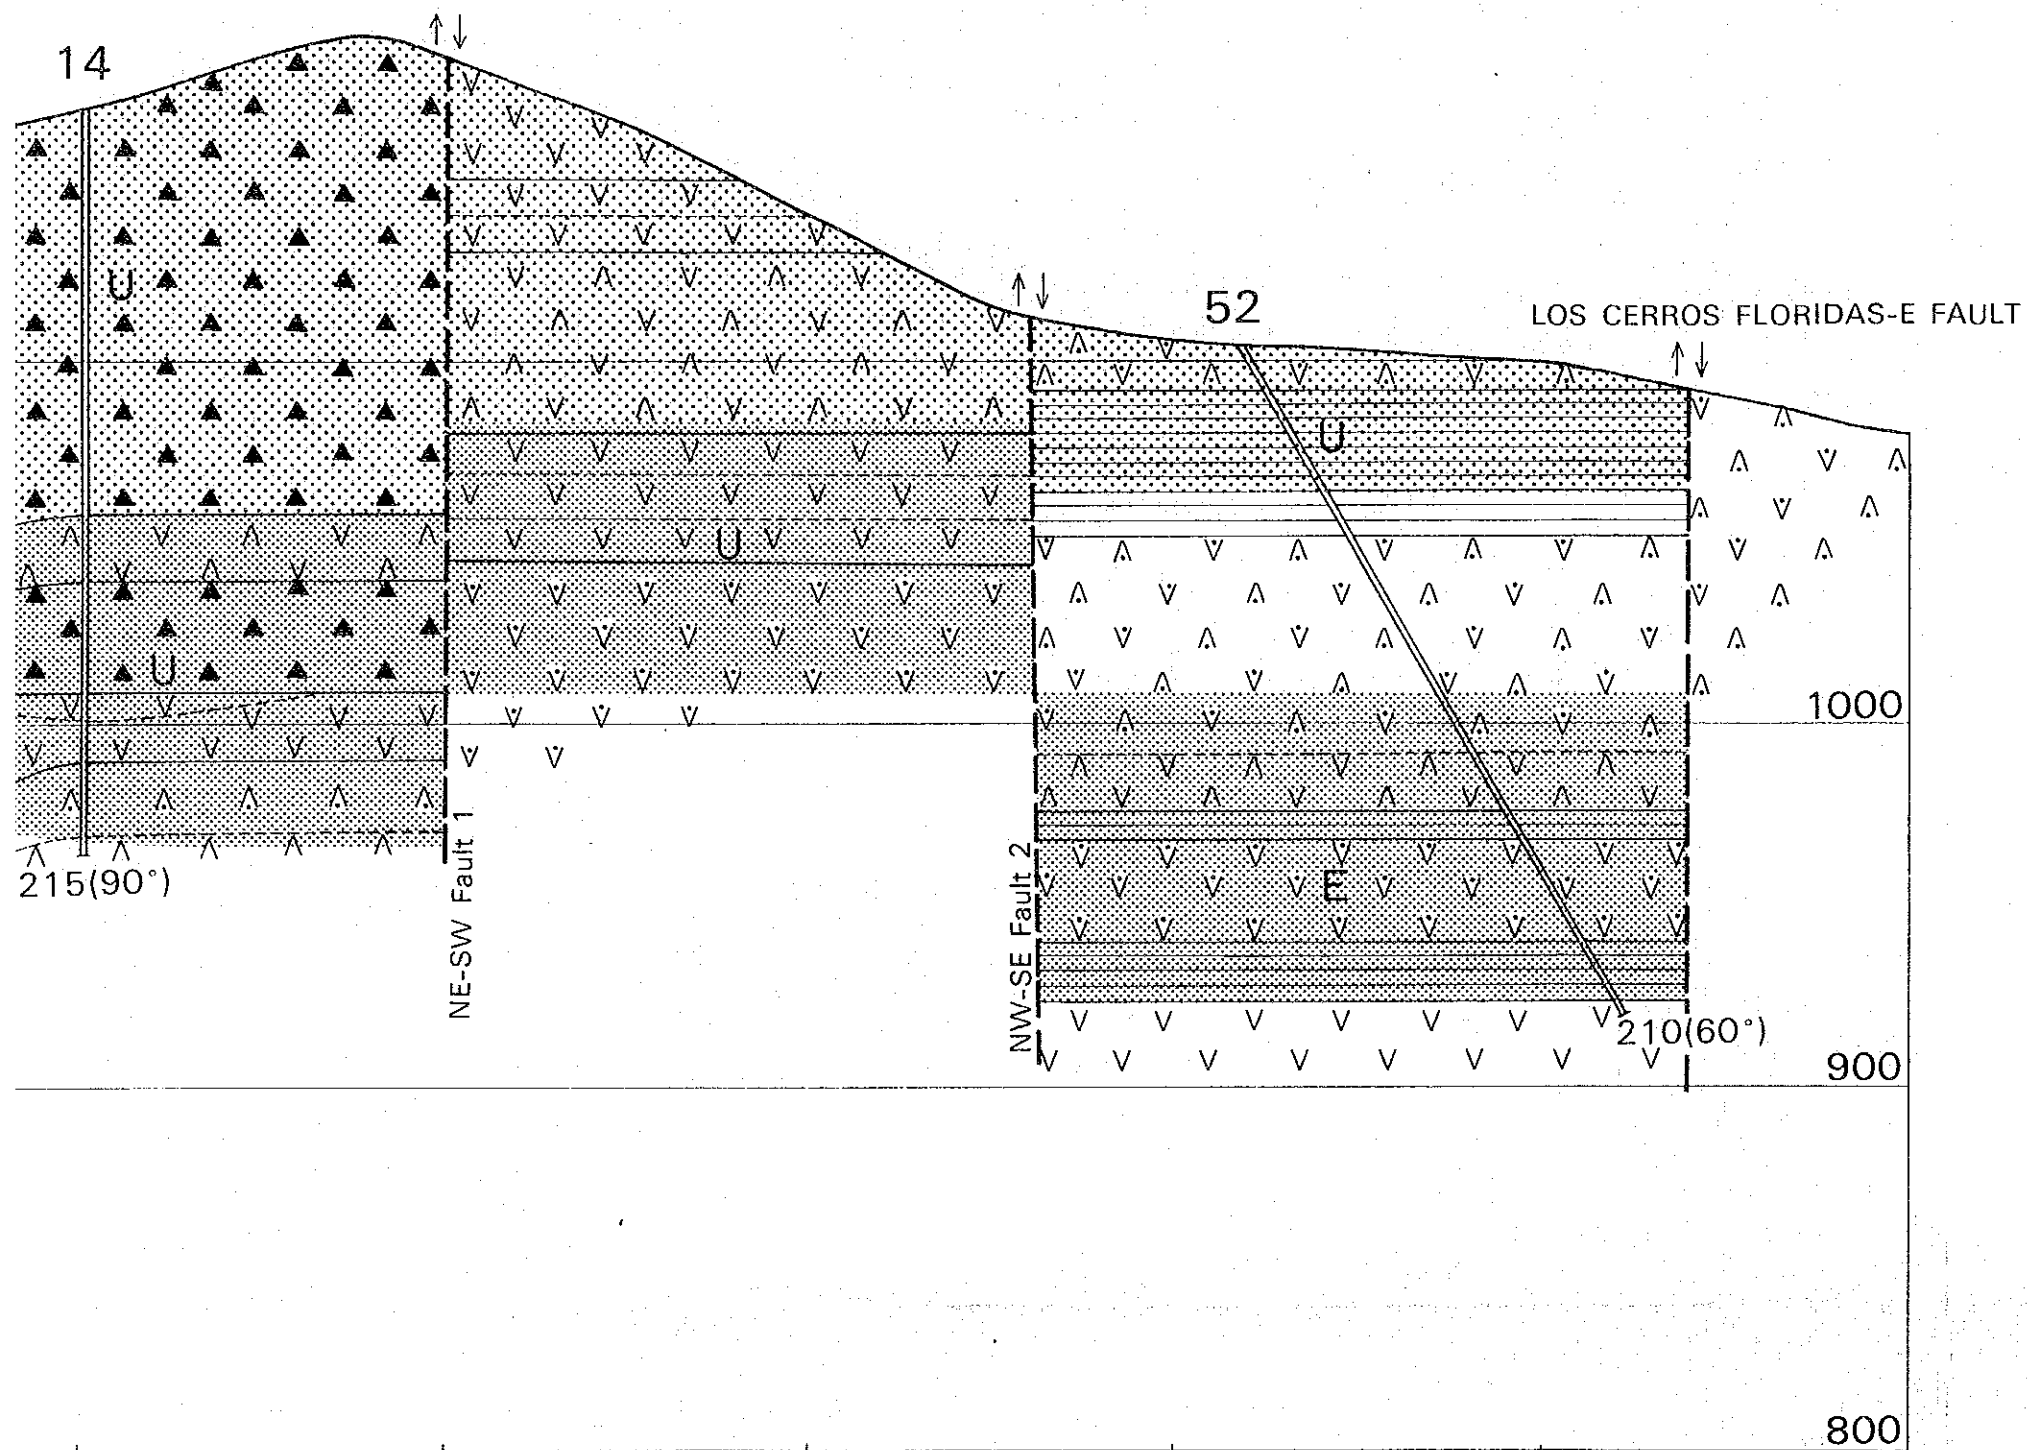 14
52
LOS CERROS FLORIDAS-E FAULT
U
U
U
U
1000
215(90°)
NE-SW Fault 1
NW-SE Fault 2
E
210(60°)
900
800